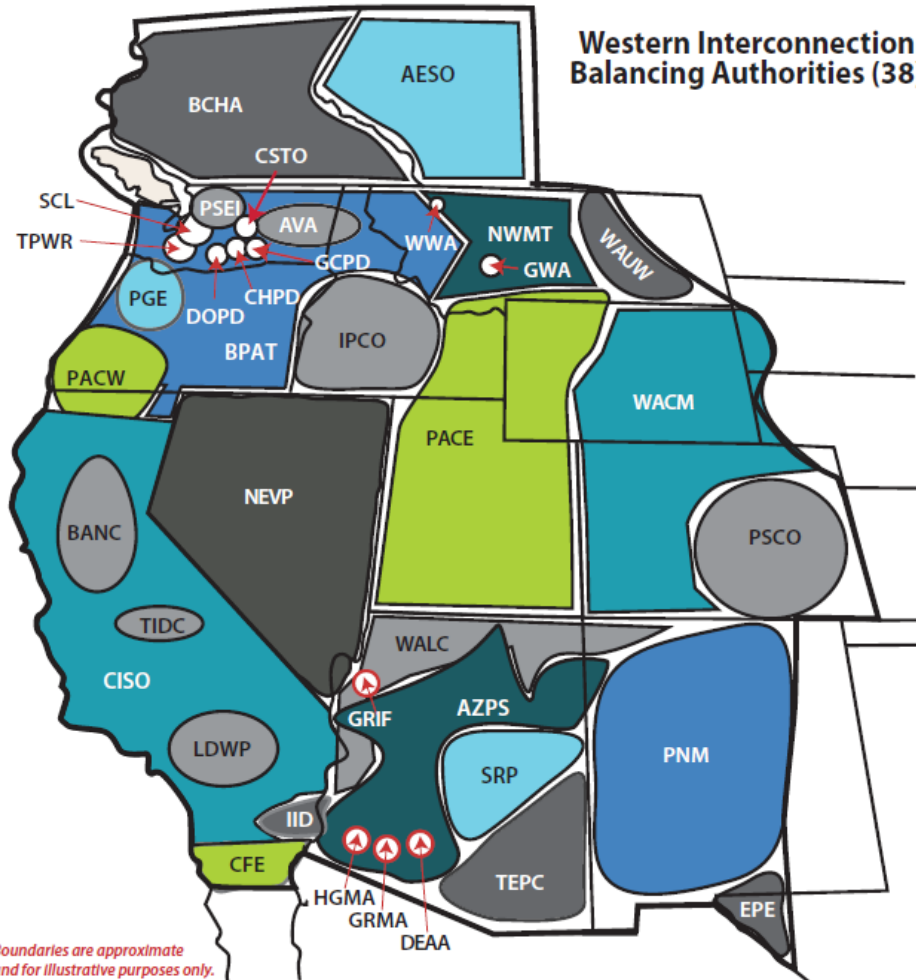 Western Interconnection
Balancing Authorities (38)
AESO
BCHA
CSTO
SCL
PSEI
AVA
TPWR
WWA
NWMT
WAUW
GCPD
GWA
PGE
CHPD
DOPD
BPAT
IPCO
PACW
WACM
PACE
NEVP
BANC
PSCO
TIDC
WALC
CISO
GRIF
AZPS
LDWP
PNM
SRP
IID
CFE
TEPC
HGMA
GRMA
EPE
DEAA
Boundaries are approximate
and for illustrative purposes only.